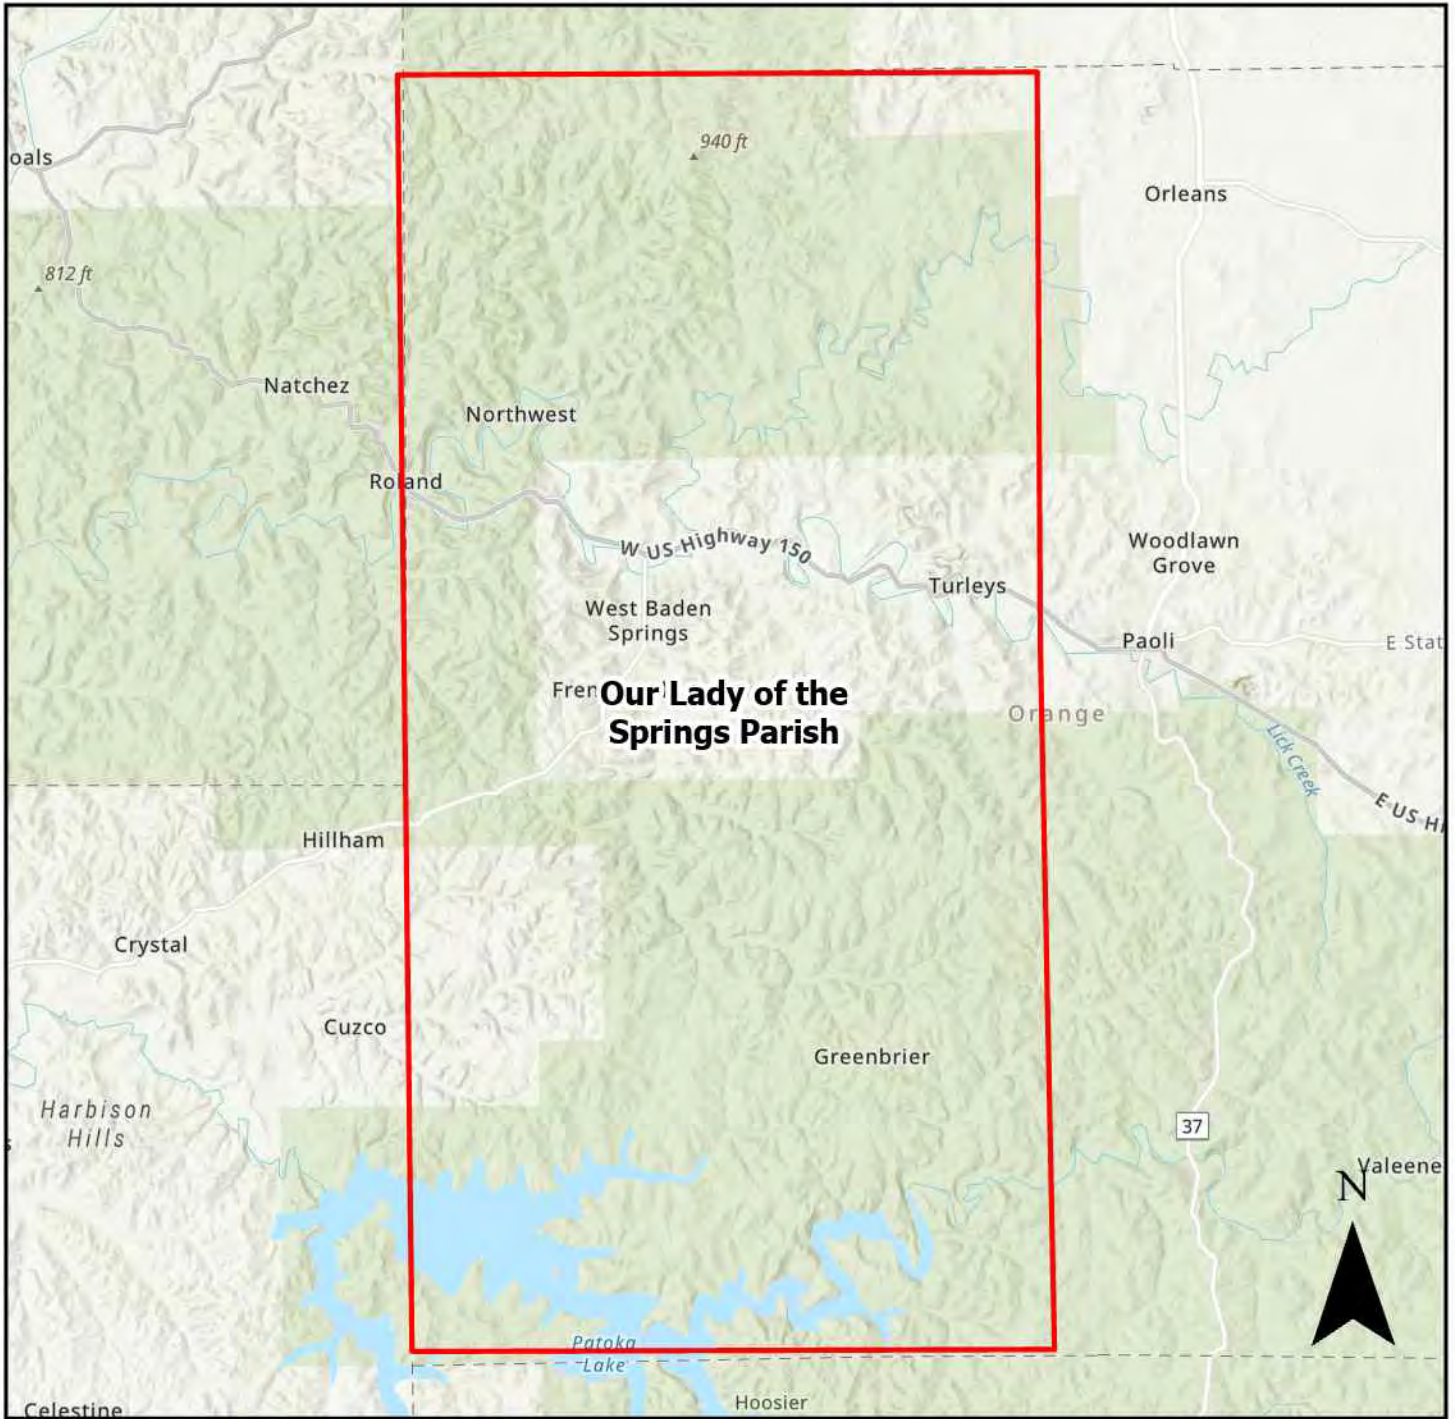 940 ft
oals
Orleans
812 ft
Natchez
Northwest
Roland
W US Highway 150
Woodlawn
Grove
Turleys
West Baden
Springs
Paoli
E Stat
Fren
Our Lady of the
Springs Parish
Orange
Lick Creek
E US Hi
Hillham
Crystal
Cuzco
Greenbrier
Harbison
Hills
37
Valeene
N
Patoka
Lake
Hoosier
Celestine